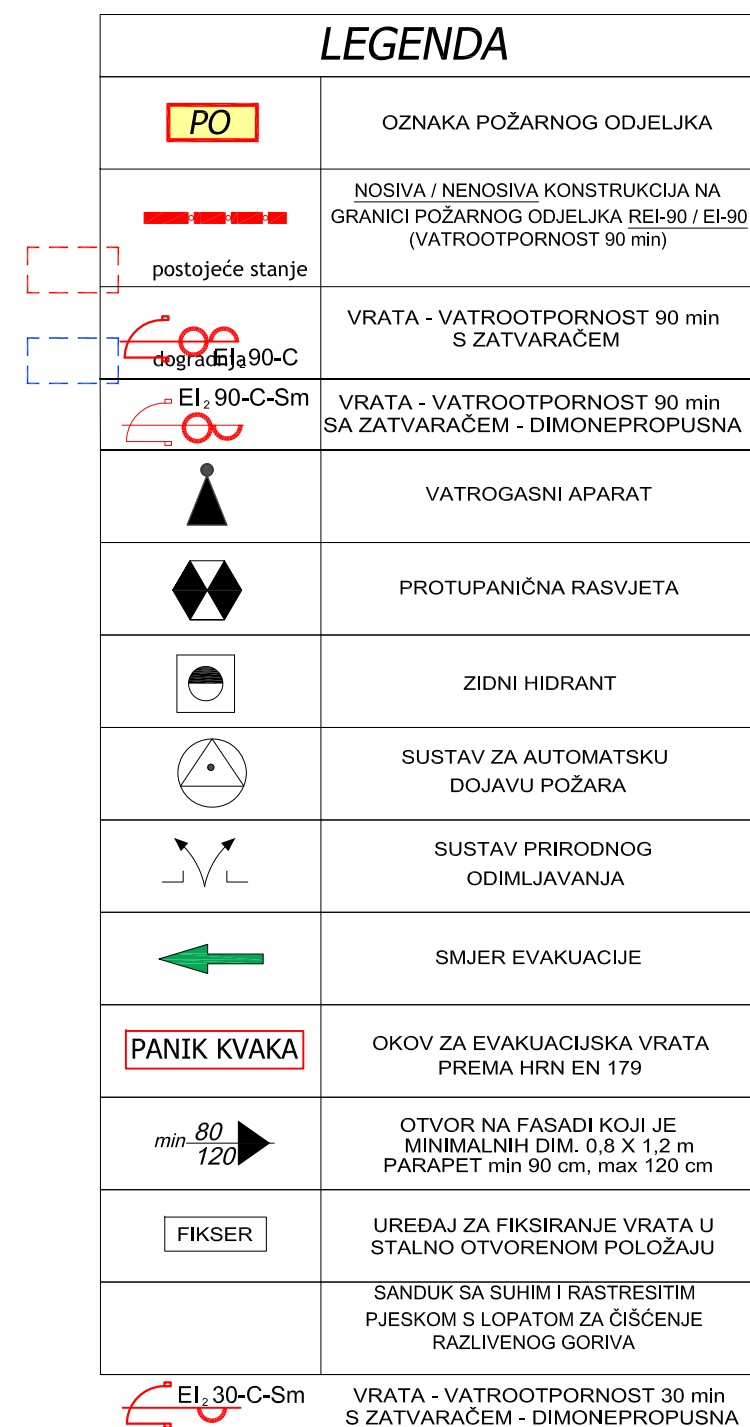 LEGENDA
PO
OZNAKA POŽARNOG ODJELJKA
NOSIVA / NENOSIVA KONSTRUKCIJA NA
GRANICI POŽARNOG ODJELJKA REI-90 / EI-90
(VATROOTPORNOST 90 min)
postojeće stanje
dogradnja
EI₂90-C
VRATA - VATROOTPORNOST 90 min
S ZATVARAČEM
EI₂ 90-C-Sm
VRATA - VATROOTPORNOST 90 min
SA ZATVARAČEM - DIMONEPROPUSNA
VATROGASNI APARAT
PROTUPANIČNA RASVJETA
ZIDNI HIDRANT
SUSTAV ZA AUTOMATSKU
DOJAVU POŽARA
SUSTAV PRIRODNOG
ODIMLJAVANJA
SMJER EVAKUACIJE
PANIK KVAKA
OKOV ZA EVAKUACIJSKA VRATA
PREMA HRN EN 179
min 80
120
OTVOR NA FASADI KOJI JE
MINIMALNIH DIM. 0,8 X 1,2 m
PARAPET min 90 cm, max 120 cm
FIKSER
UREĐAJ ZA FIKSIRANJE VRATA U
STALNO OTVORENOM POLOŽAJU
SANDUK SA SUHIM I RASTRESITIM
PJESKOM S LOPATOM ZA ČIŠĆENJE
RAZLIVENOG GORIVA
EI₂30-C-Sm
VRATA - VATROOTPORNOST 30 min
S ZATVARAČEM - DIMONEPROPUSNA